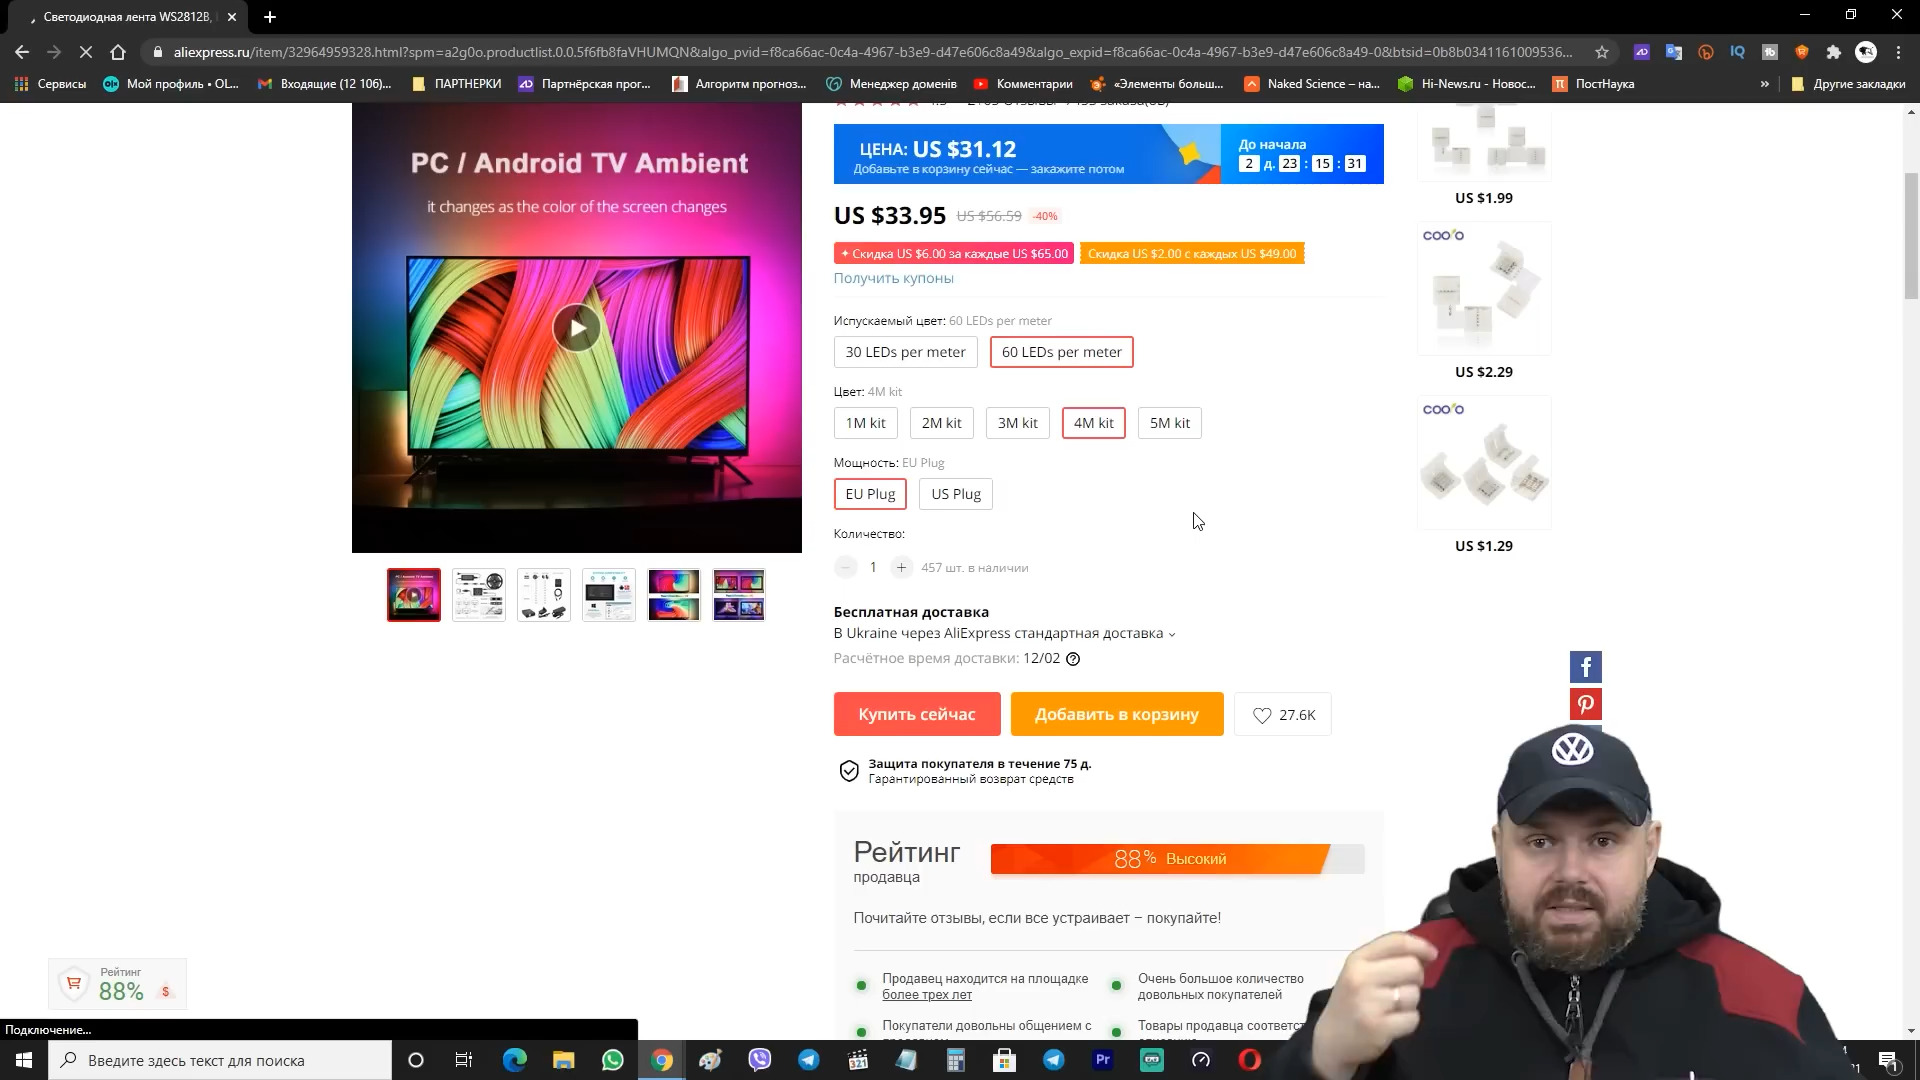 Светодиодная лента WS2812B,
aliexpress.ru/item/32964959328.html?spm=a2g0o.productlist.0.0.5f6fb8faVHUMQN&algo_pvid=f8ca66ac-0c4a-4967-b3e9-d47e606c8a49&algo_expid=f8ca66ac-0c4a-4967-b3e9-d47e606c8a49-0&btsid=0b8b0341161009536...
Сервисы
Мой профиль • OL...
Входящие (12 106)...
ПАРТНЕРКИ
Партнёрская прог...
Алгоритм прогноз...
Менеджер доменів
Комментарии
«Элементы больш...
Naked Science – на...
Hi-News.ru - Новос...
ПостНаука
»
Другие закладки
PC / Android TV Ambient
it changes as the color of the screen changes
ЦЕНА: US $31.12
Добавьте в корзину сейчас — закажите потом
До начала
2 д. 23 : 15 : 31
US $33.95 US $56.59 -40%
Скидка US $6.00 за каждые US $65.00
Скидка US $2.00 с каждых US $49.00
Получить купоны
Испускаемый цвет: 60 LEDs per meter
30 LEDs per meter
60 LEDs per meter
Цвет: 4M kit
1M kit
2M kit
3M kit
4M kit
5M kit
Мощность: EU Plug
EU Plug
US Plug
Количество:
1
457 шт. в наличии
Бесплатная доставка
В Ukraine через AliExpress стандартная доставка
Расчётное время доставки: 12/02
Купить сейчас
Добавить в корзину
27.6K
Защита покупателя в течение 75 д.
Гарантированный возврат средств
US $1.99
US $2.29
US $1.29
Рейтинг
продавца
88% Высокий
Почитайте отзывы, если все устраивает – покупайте!
Продавец находится на площадке
более трех лет
Очень большое количество
довольных покупателей
Покупатели довольны общением с
Товары продавца соответст
Рейтинг
88%
$
Подключение...
Введите здесь текст для поиска